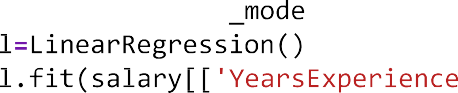 _mode
l=LinearRegression()
l.fit(salary[['YearsExperience